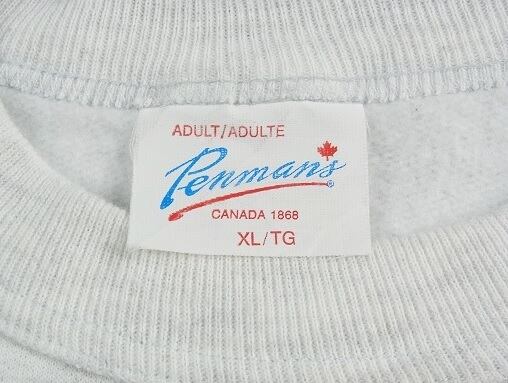 ADULT/ADULTE
Penmans®
CANADA 1868
XL/TG